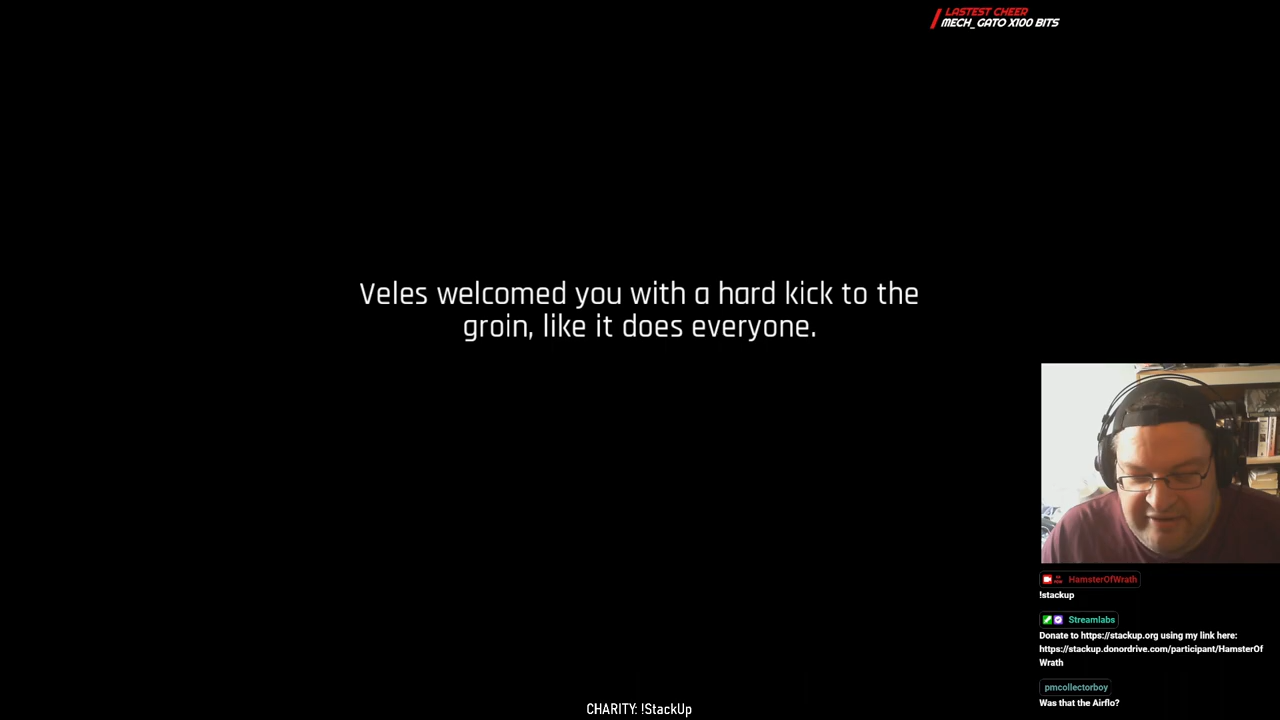 LASTEST CHEER
MECH_GATO X100 BITS
Veles welcomed you with a hard kick to the
groin, like it does everyone.
HamsterOfWrath
!stackup
Streamlabs
Donate to https://stackup.org using my link here:
https://stackup.donordrive.com/participant/HamsterOf
Wrath
pmcollectorboy
Was that the Airflo?
CHARITY: !StackUp